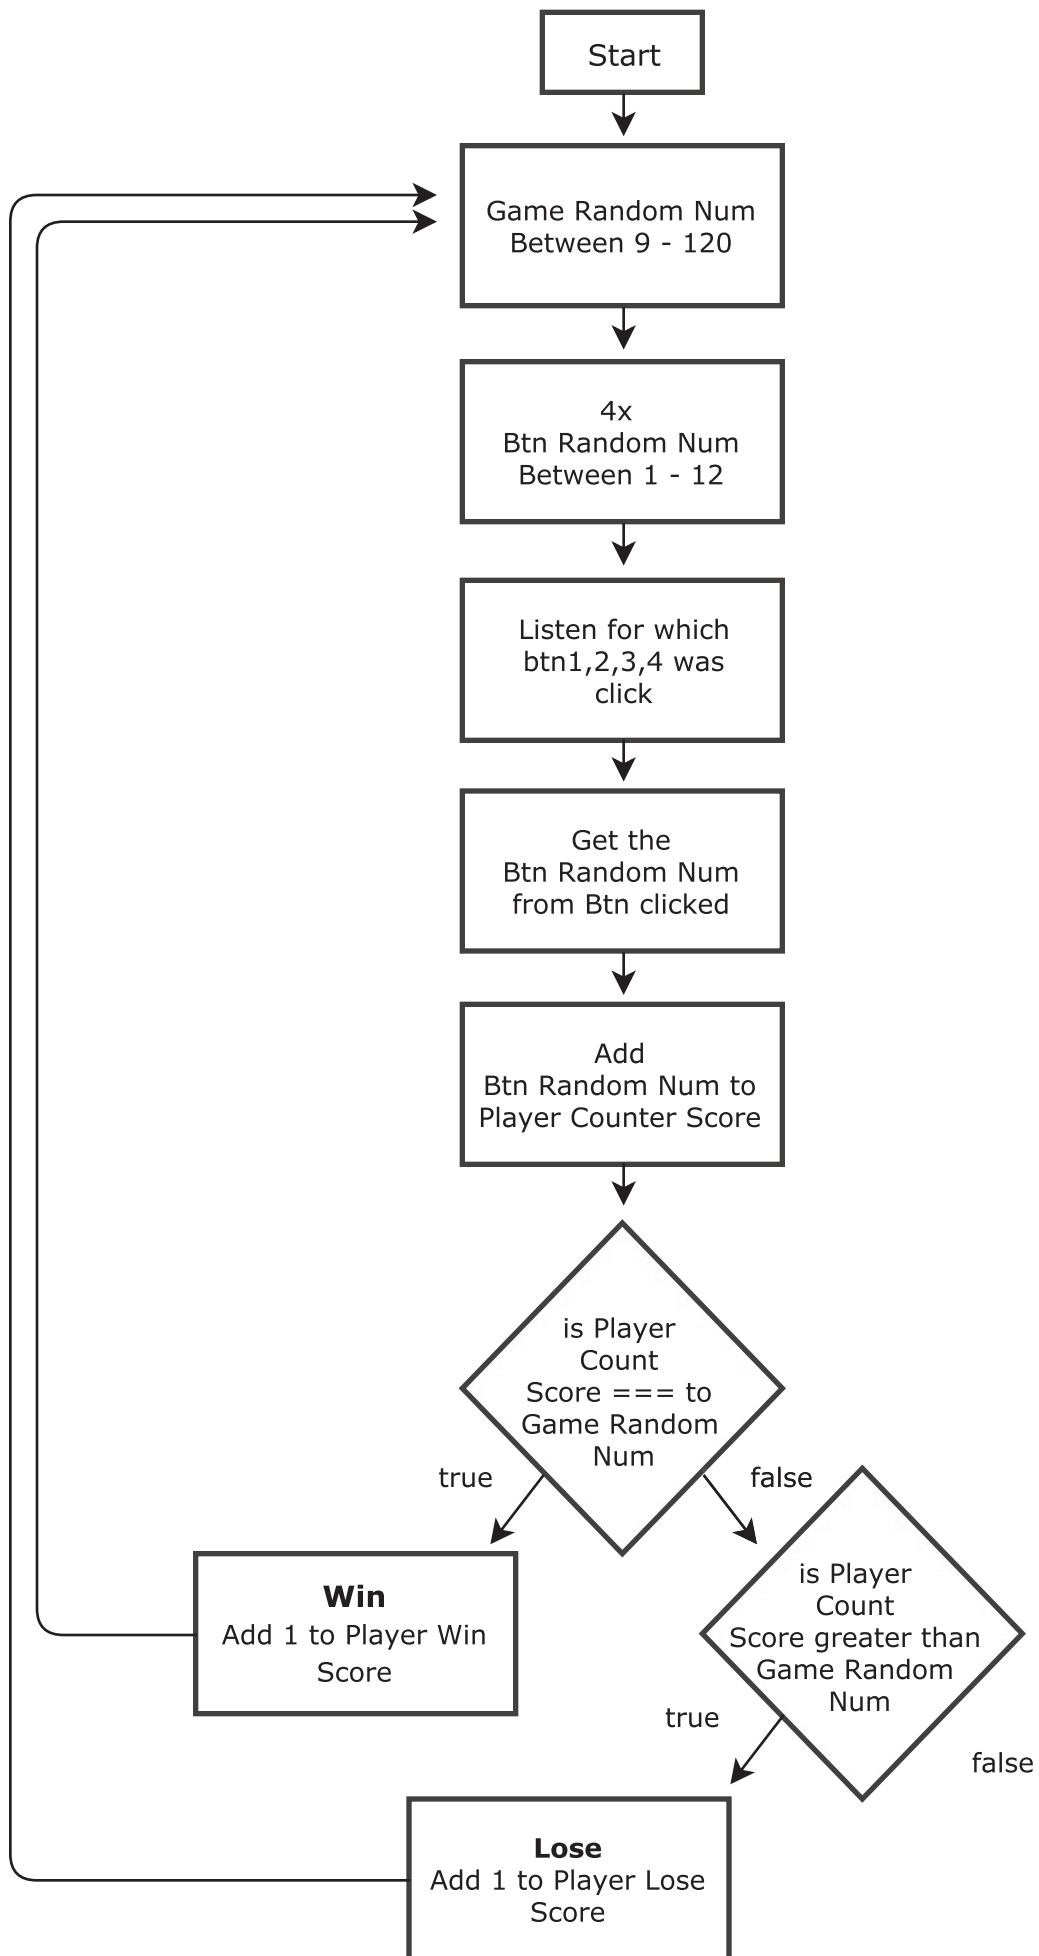 Start
Game Random Num
Between 9 - 120
4x
Btn Random Num
Between 1 - 12
Listen for which
btn1,2,3,4 was
click
Get the
Btn Random Num
from Btn clicked
Add
Btn Random Num to
Player Counter Score
is Player
Count
Score === to
Game Random
Num
true
false
Win
Add 1 to Player Win
Score
is Player
Count
Score greater than
Game Random
Num
true
false
Lose
Add 1 to Player Lose
Score